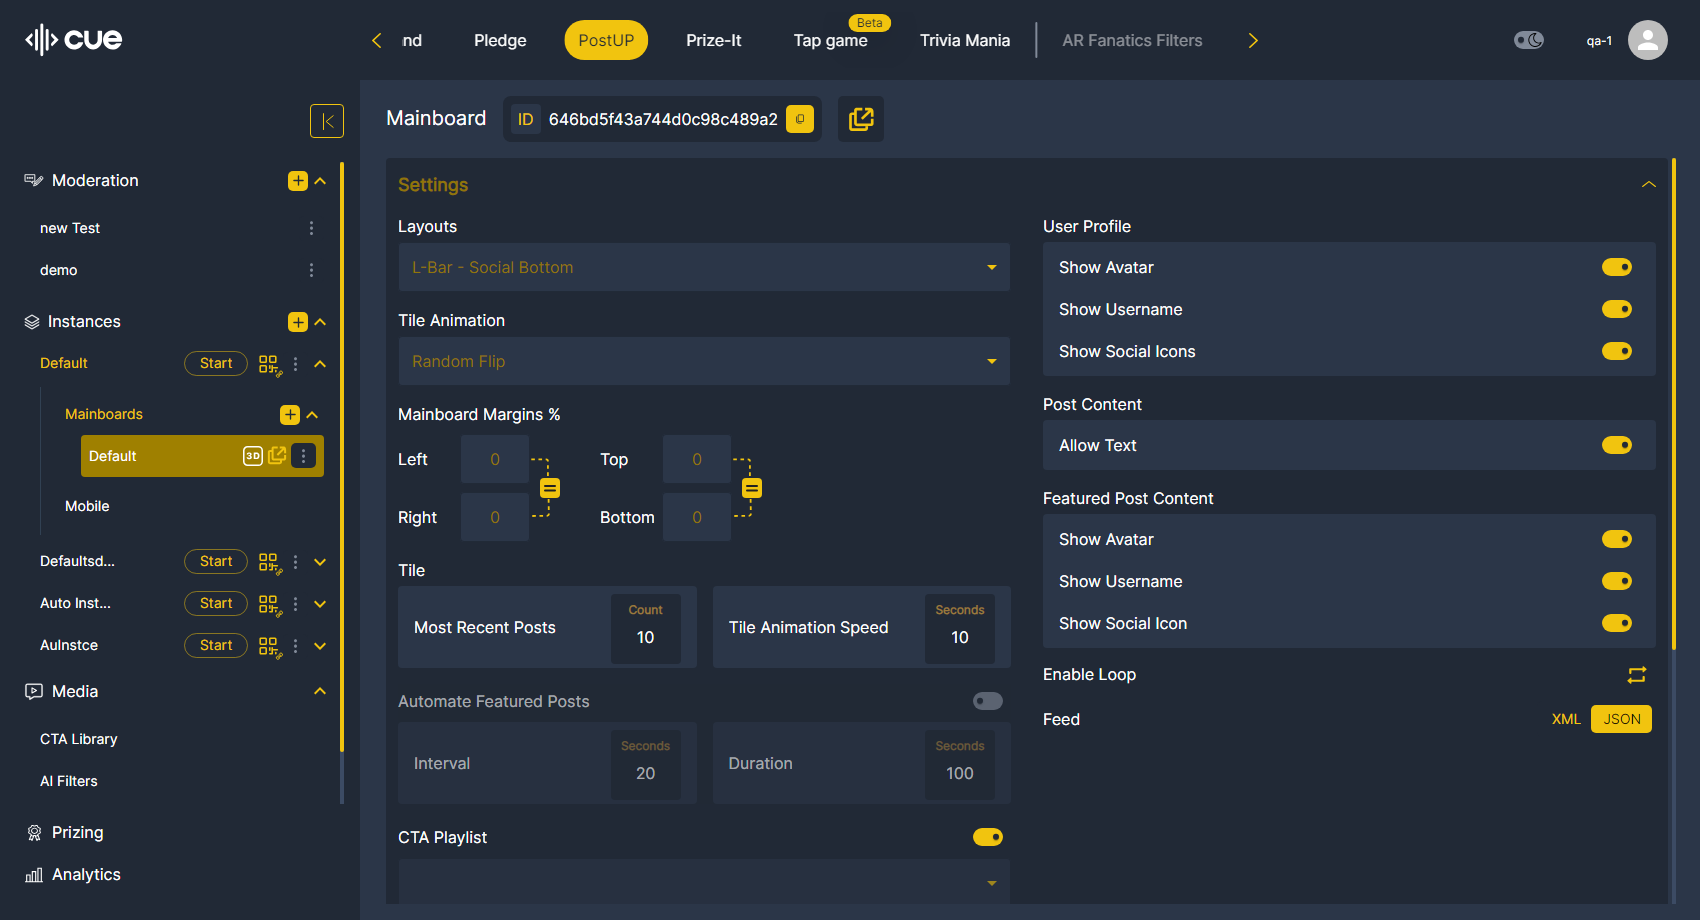 cue
nd
Pledge
PostUP
Prize-It
Beta
Tap game
Trivia Mania
AR Fanatics Filters
qa-1
Mainboard
ID
646bd5f43a744d0c98c489a2
Moderation
new Test
demo
Instances
Default
Start
Mainboards
Default
3D
Mobile
Defaultsd...
Start
Auto Inst...
Start
AuInstce
Start
Media
CTA Library
AI Filters
Prizing
Analytics
Settings
Layouts
L-Bar - Social Bottom
Tile Animation
Random Flip
Mainboard Margins %
Left
0
Top
0
Right
0
Bottom
0
Tile
Most Recent Posts
Count
10
Tile Animation Speed
Seconds
10
Automate Featured Posts
Interval
Seconds
20
Duration
Seconds
100
CTA Playlist
User Profile
Show Avatar
Show Username
Show Social Icons
Post Content
Allow Text
Featured Post Content
Show Avatar
Show Username
Show Social Icon
Enable Loop
Feed
XML
JSON